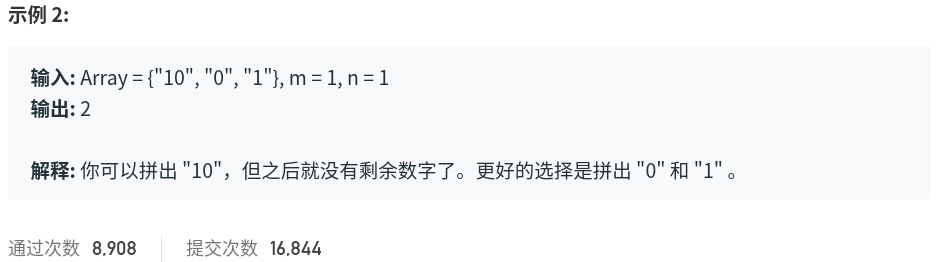 示例 2:
输入: Array = {"10", "0", "1"}, m = 1, n = 1
输出: 2
解释: 你可以拼出 "10"，但之后就没有剩余数字了。更好的选择是拼出 "0" 和 "1" 。
通过次数 8,908 提交次数 16,844